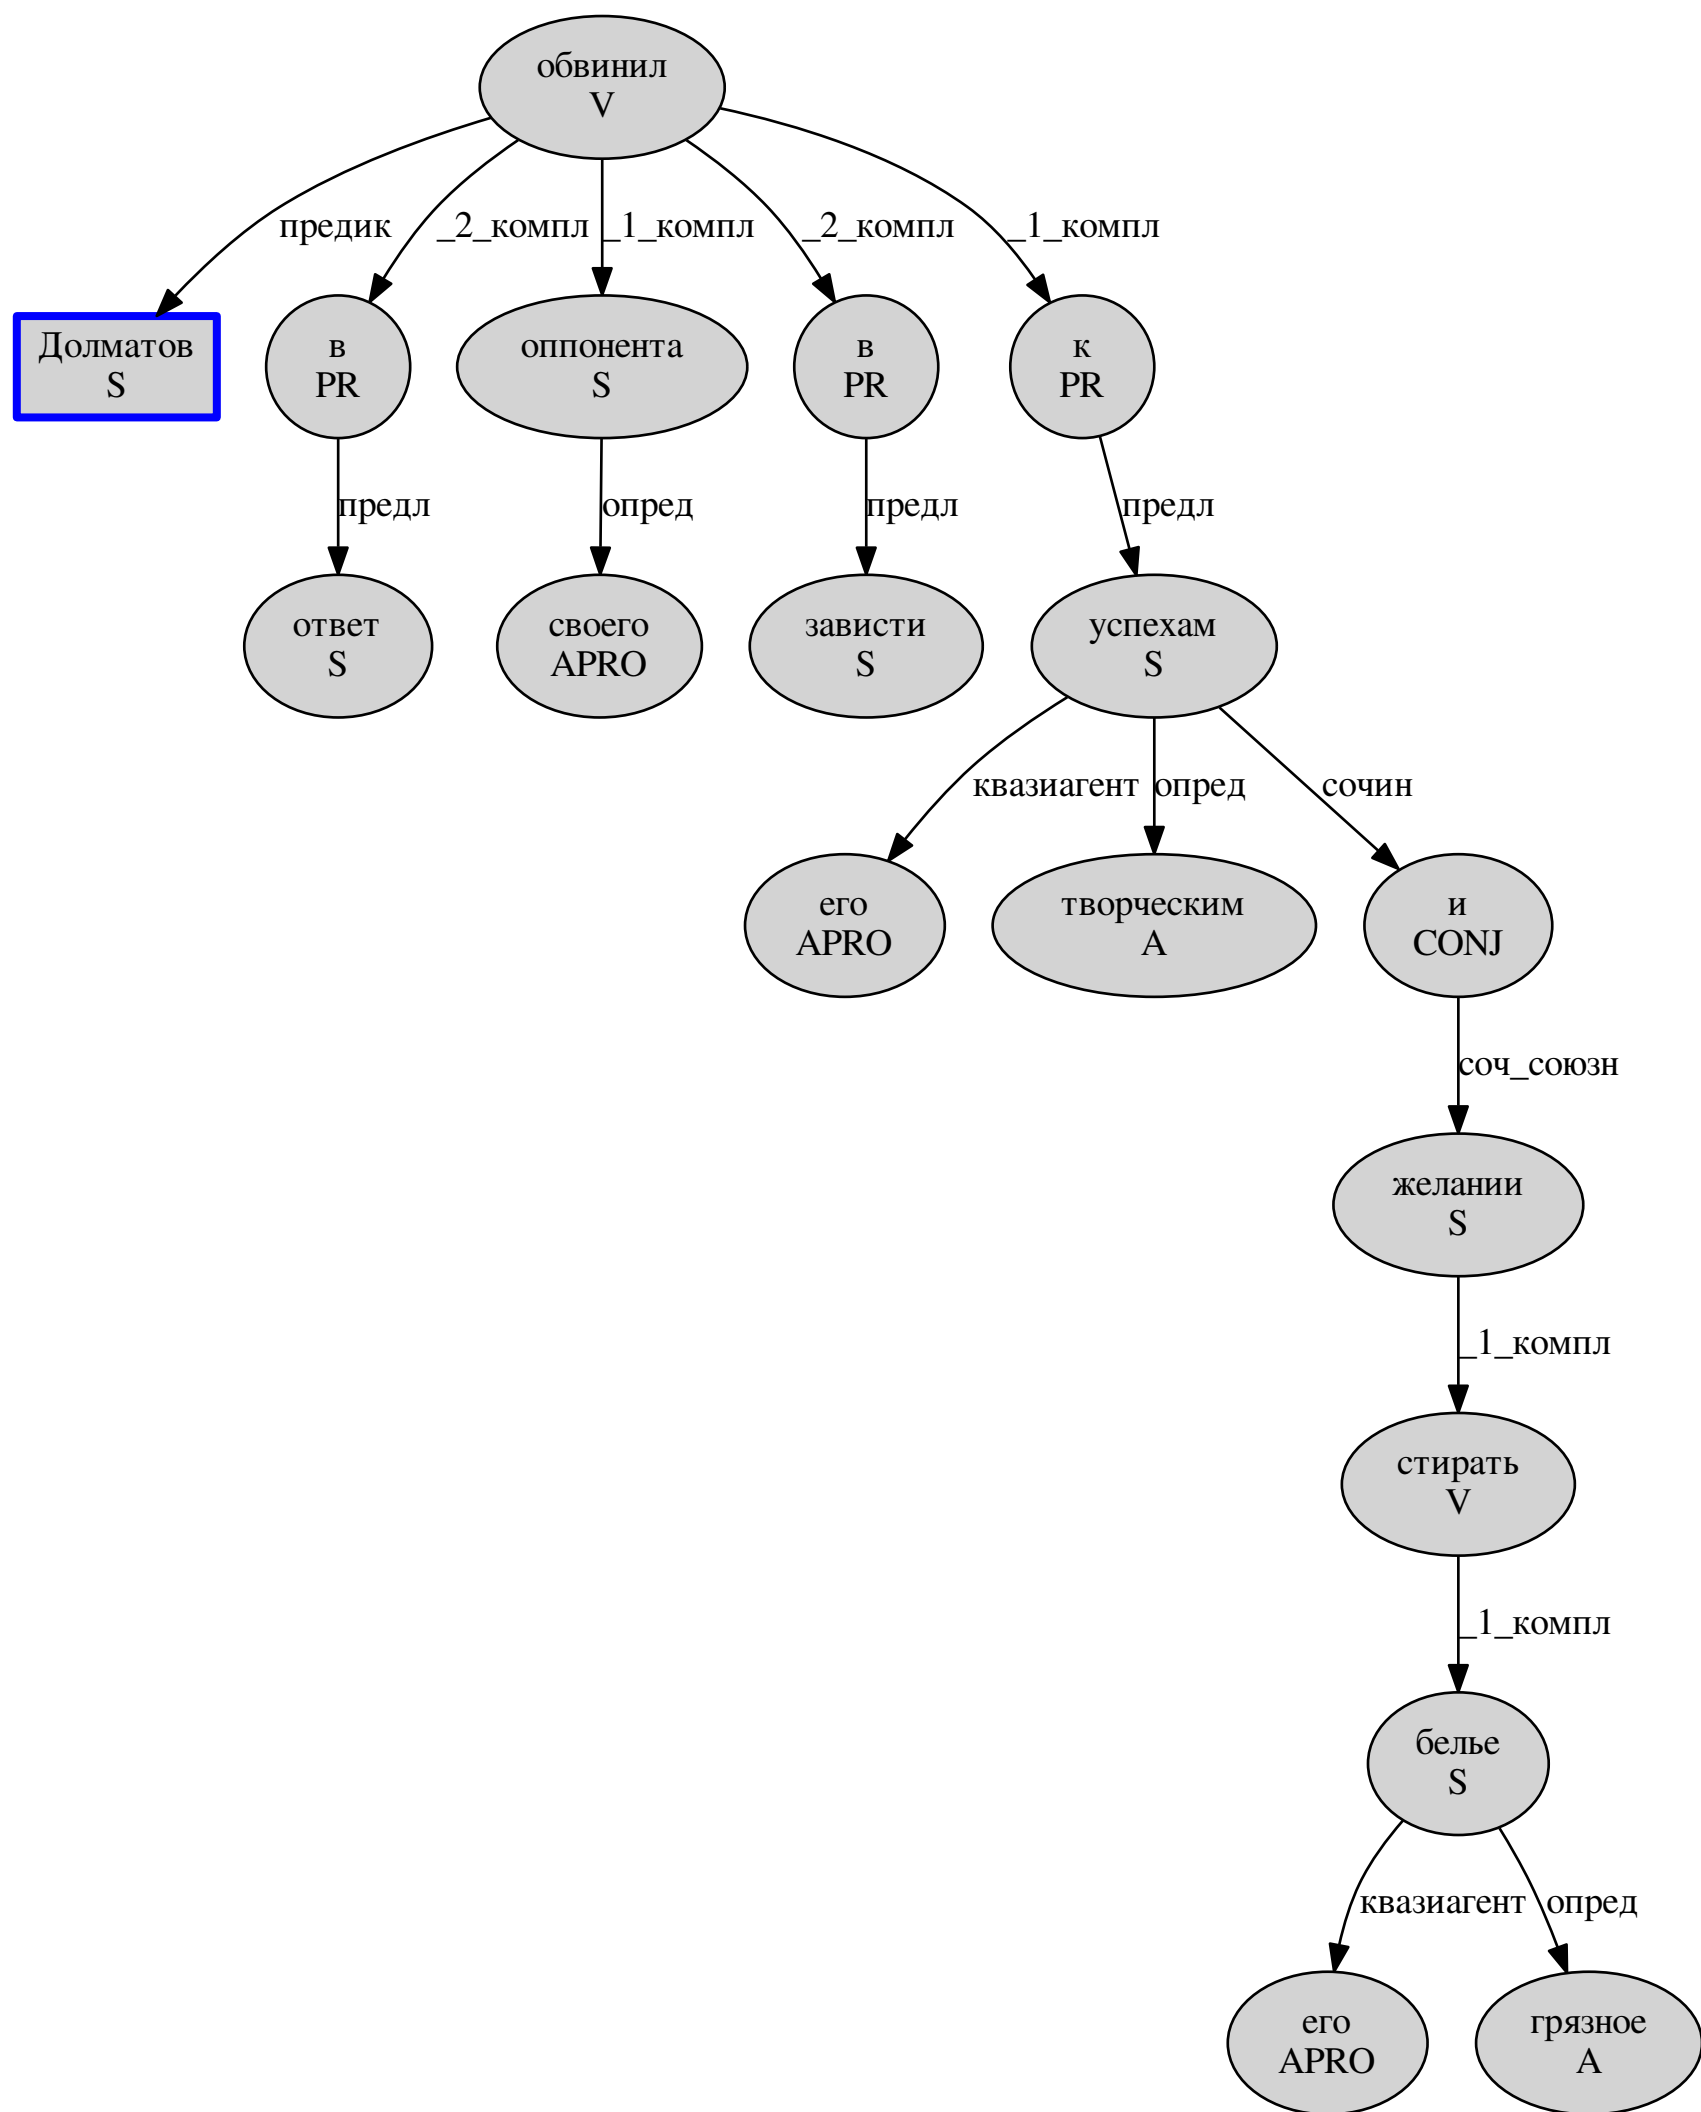 обвинил
V
предик
_2_компл
_1_компл
_2_компл
_1_компл
Долматов
S
в
PR
оппонента
S
в
PR
к
PR
предл
опред
предл
предл
ответ
S
своего
APRO
зависти
S
успехам
S
квазиагент
опред
сочин
его
APRO
творческим
A
и
CONJ
соч_союзн
желании
S
_1_компл
стирать
V
_1_компл
белье
S
квазиагент
опред
его
APRO
грязное
A